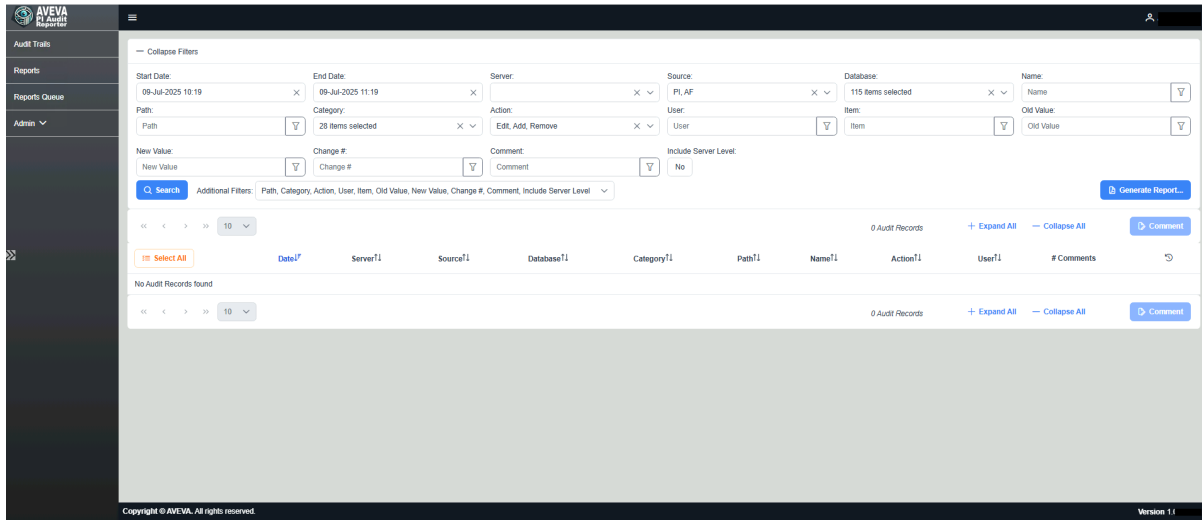 AVEVA
PI Audit
Reporter
Audit Trails
Reports
Reports Queue
Admin
Collapse Filters
Start Date: End Date: Server: Source: Database: Name:
09-Jul-2025 10:19 09-Jul-2025 11:19 PI, AF 115 items selected Name
Path: Category: Action: User: Item: Old Value:
Path 28 items selected Edit, Add, Remove User Item Old Value
New Value: Change #: Comment: Include Server Level:
New Value Change # Comment No
Search Additional Filters: Path, Category, Action, User, Item, Old Value, New Value, Change #, Comment, Include Server Level Generate Report...
10 0 Audit Records Expand All Collapse All Comment
Select All Date Server Source Database Category Path Name Action User # Comments
No Audit Records found
10 0 Audit Records Expand All Collapse All Comment
Copyright © AVEVA. All rights reserved. Version 1.